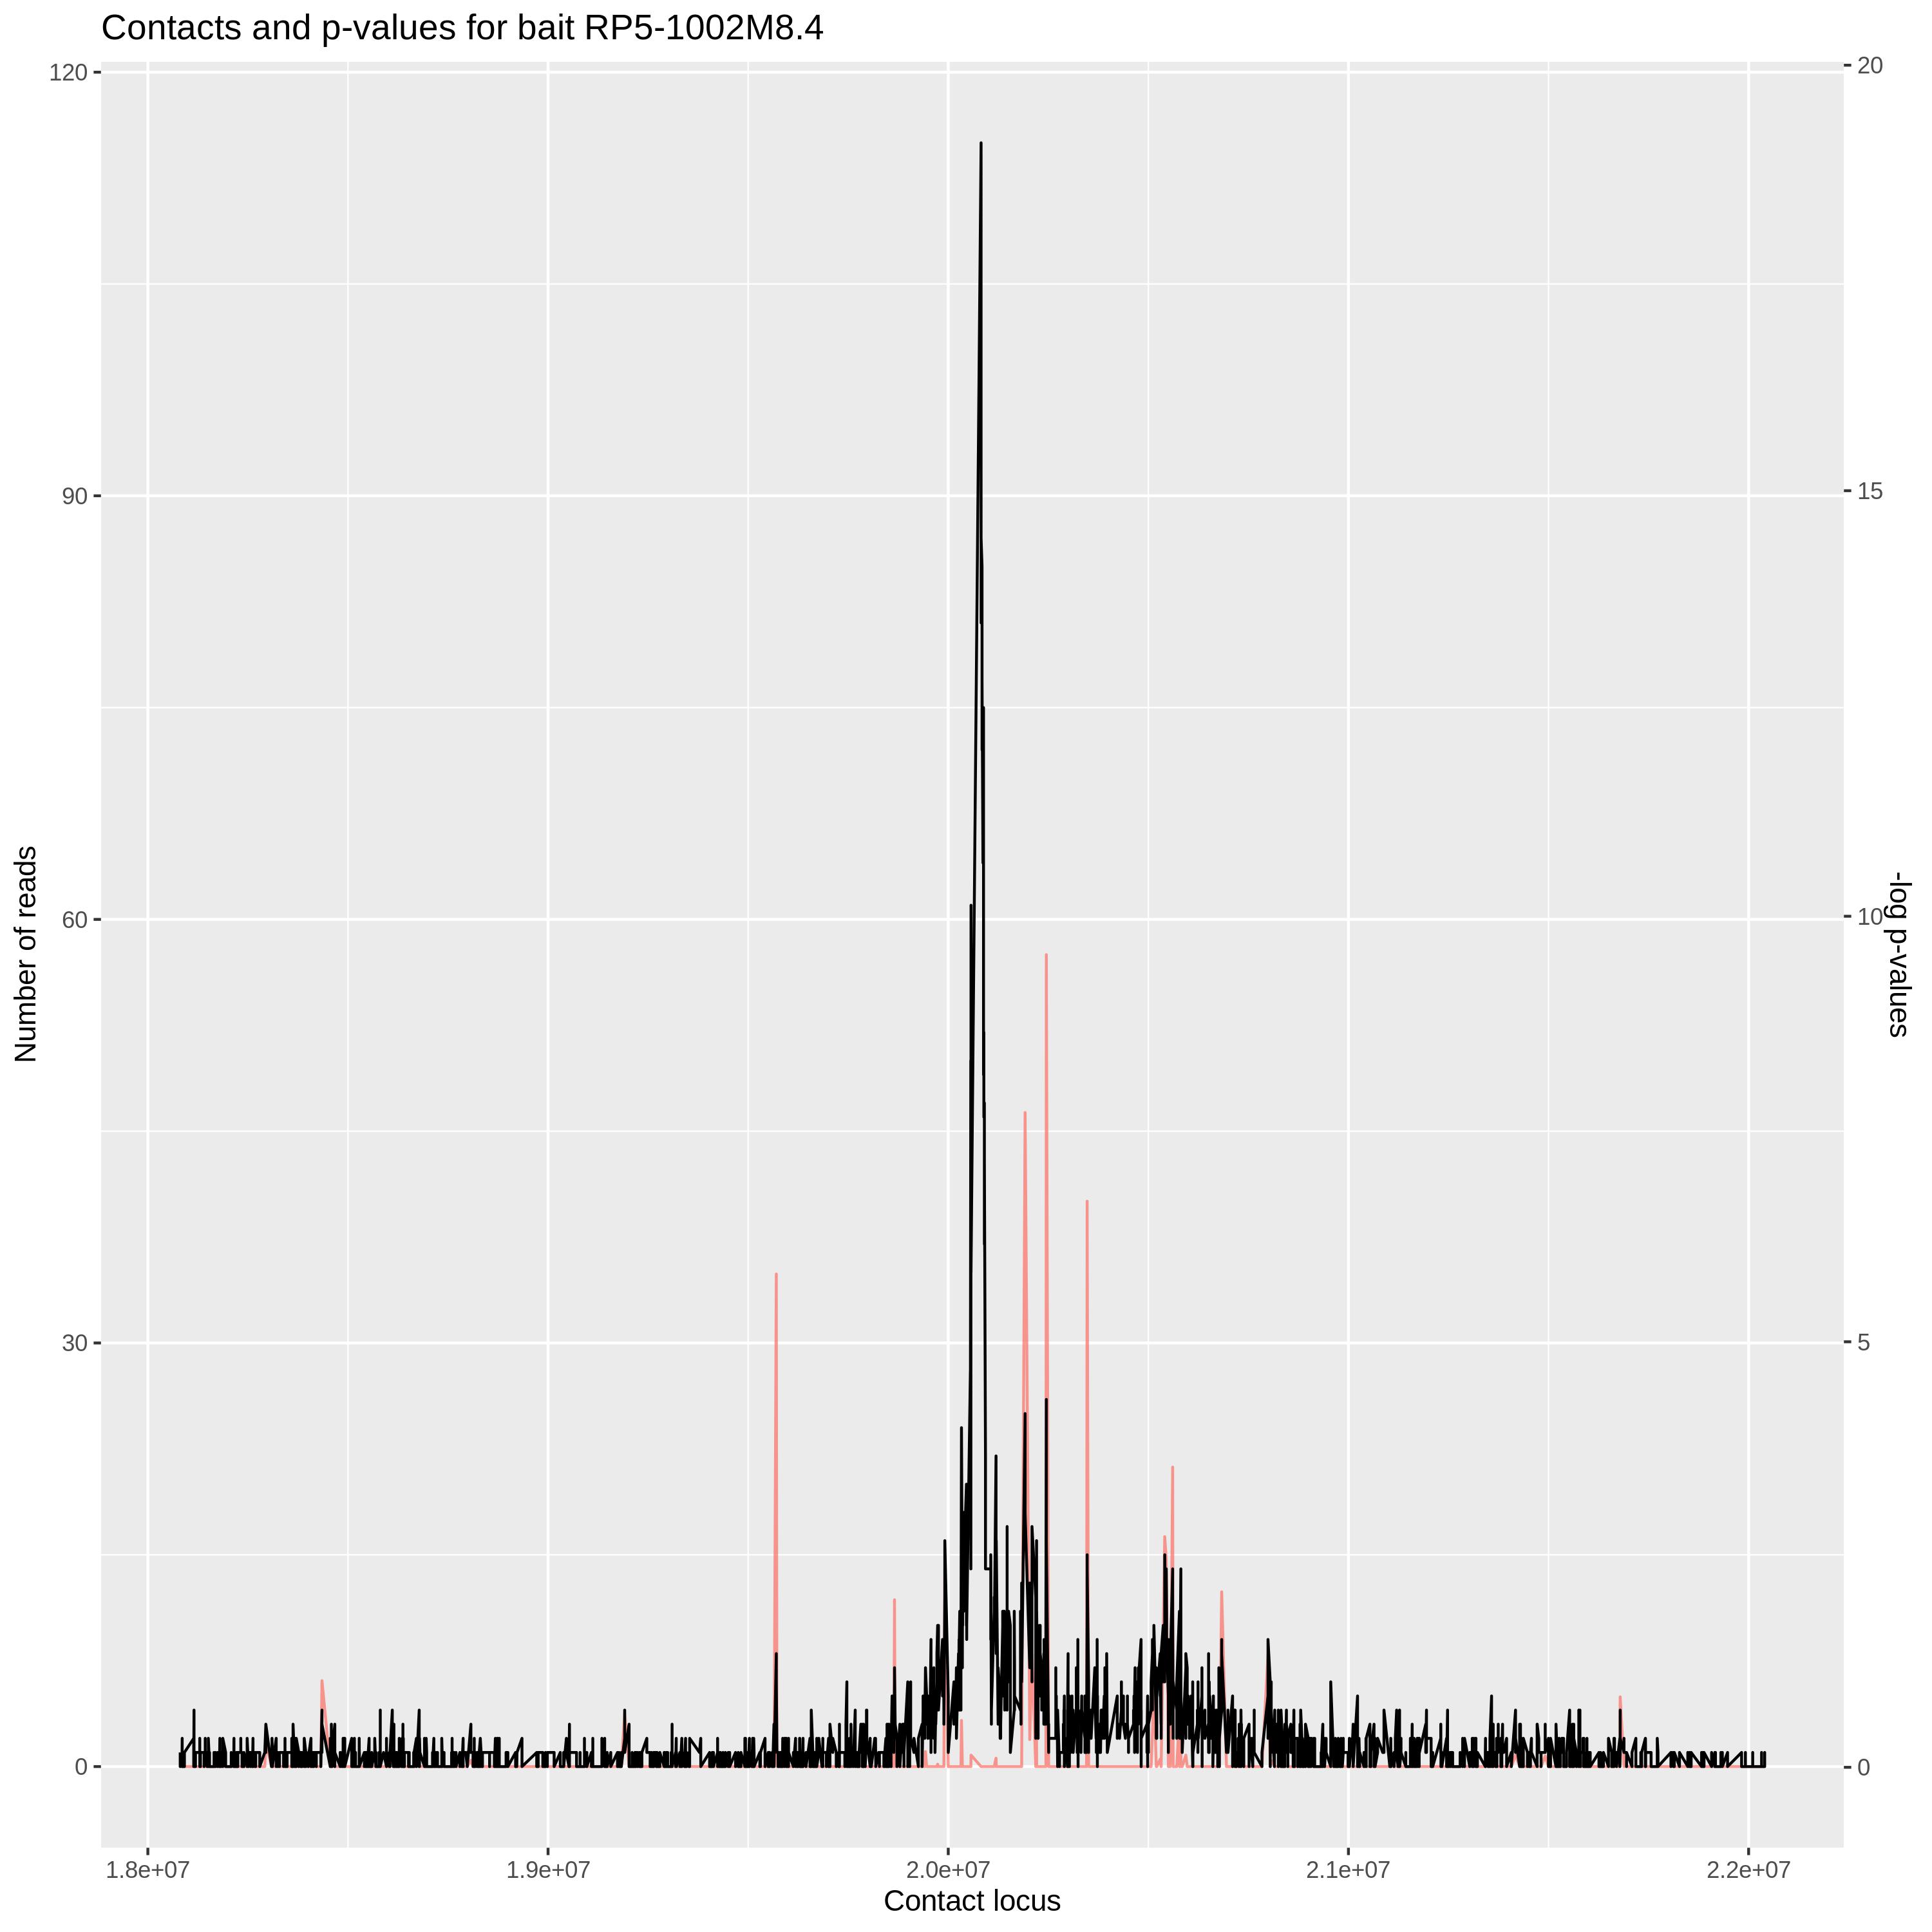 Contacts and p-values for bait RP5-1002M8.4
120
90
60
30
0
Number of reads
20
15
10
5
0
-log p-values
1.8e+07
1.9e+07
2.0e+07
2.1e+07
2.2e+07
Contact locus